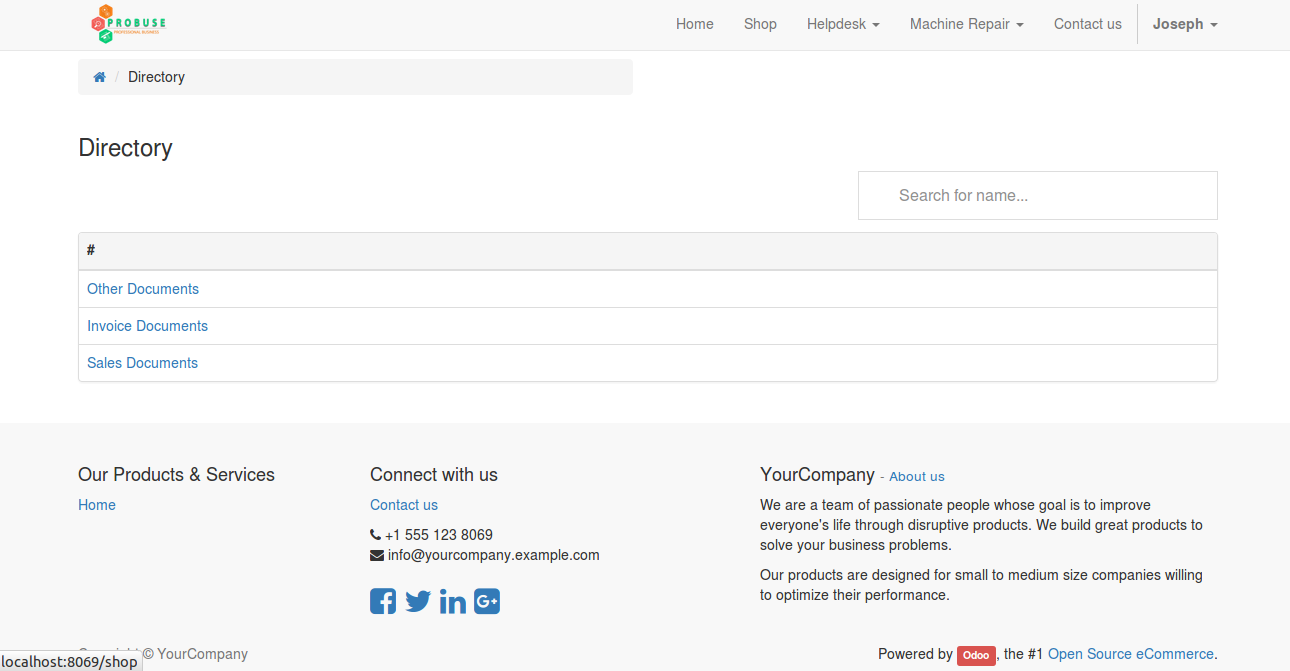 PROBUSE
PROFESSIONAL BUSINESS
Home Shop Helpdesk Machine Repair Contact us Joseph
/ Directory
Directory
Search for name...
#
Other Documents
Invoice Documents
Sales Documents
Our Products & Services
Home
Connect with us
Contact us
+1 555 123 8069
info@yourcompany.example.com
YourCompany - About us
We are a team of passionate people whose goal is to improve
everyone's life through disruptive products. We build great products to
solve your business problems.
Our products are designed for small to medium size companies willing
to optimize their performance.
© YourCompany
Powered by Odoo, the #1 Open Source eCommerce.
localhost:8069/shop